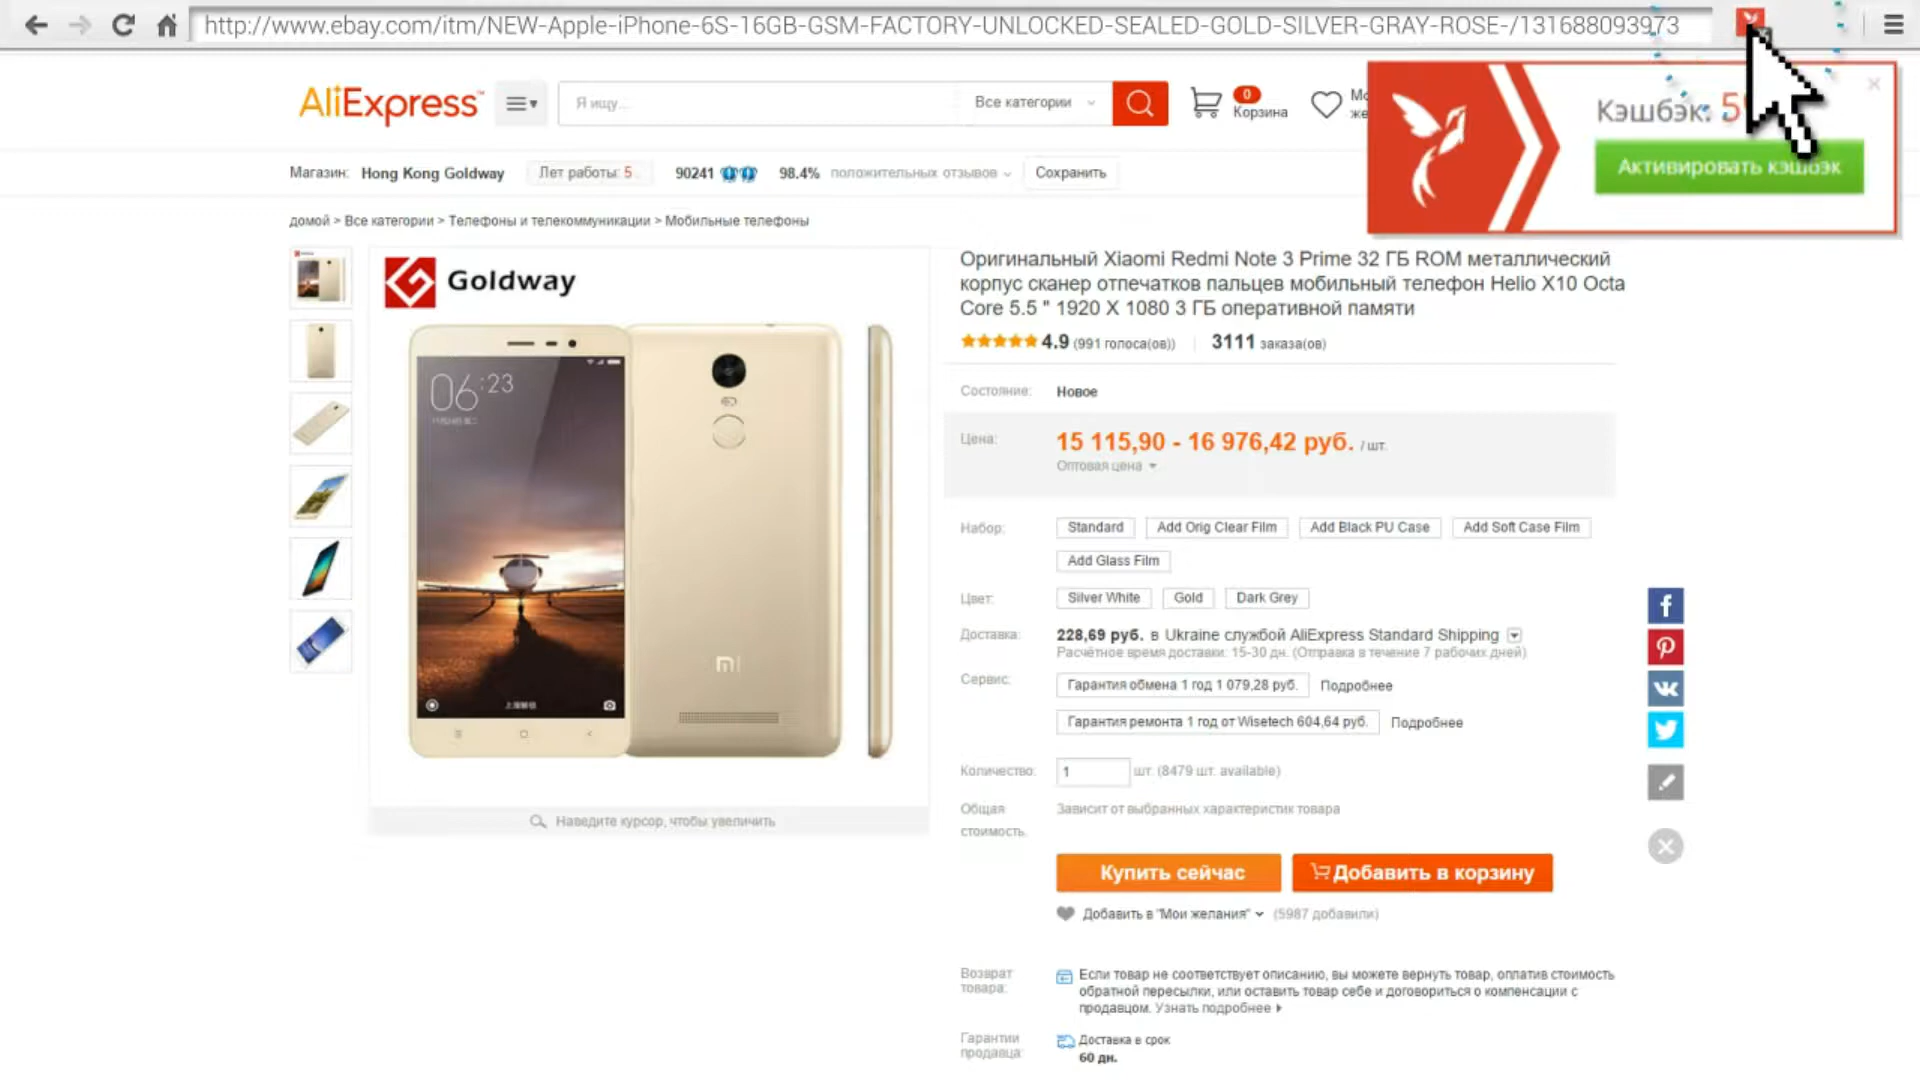 http://www.ebay.com/itm/NEW-Apple-iPhone-6S-16GB-GSM-FACTORY-UNLOCKED-SEALED-GOLD-SILVER-GRAY-ROSE-/131688093973
AliExpress
Я ищу...
Все категории
0
Корзина
Кэшбэк:
Активировать кэшбэк
Магазин: Hong Kong Goldway
Лет работы: 5
90241
98.4% положительных отзывов
Сохранить
домой > Все категории > Телефоны и телекоммуникации > Мобильные телефоны
Goldway
06:23
mi
Наведите курсор, чтобы увеличить
Оригинальный Xiaomi Redmi Note 3 Prime 32 ГБ ROM металлический
корпус сканер отпечатков пальцев мобильный телефон Helio X10 Octa
Core 5.5 " 1920 X 1080 3 ГБ оперативной памяти
4.9 (991 голоса(ов)) 3111 заказа(ов)
Состояние: Новое
Цена: 15 115,90 - 16 976,42 руб. / шт.
Оптовая цена
Набор: Standard Add Orig Clear Film Add Black PU Case Add Soft Case Film
Add Glass Film
Цвет: Silver White Gold Dark Grey
Доставка: 228,69 руб. в Ukraine службой AliExpress Standard Shipping
Расчётное время доставки: 15-30 дн. (Отправка в течение 7 рабочих дней)
Сервис: Гарантия обмена 1 год 1 079,28 руб. Подробнее
Гарантия ремонта 1 год от Wisetech 604,64 руб. Подробнее
Количество: 1 шт. (8479 шт. available)
Общая
стоимость.
Зависит от выбранных характеристик товара
Купить сейчас
Добавить в корзину
Добавить в "Мои желания" (5987 добавили)
Возврат
товара:
Если товар не соответствует описанию, вы можете вернуть товар, оплатив стоимость
обратной пересылки, или оставить товар себе и договориться о компенсации с
продавцом. Узнать подробнее
Гарантии
продавца:
Доставка в срок
60 дн.